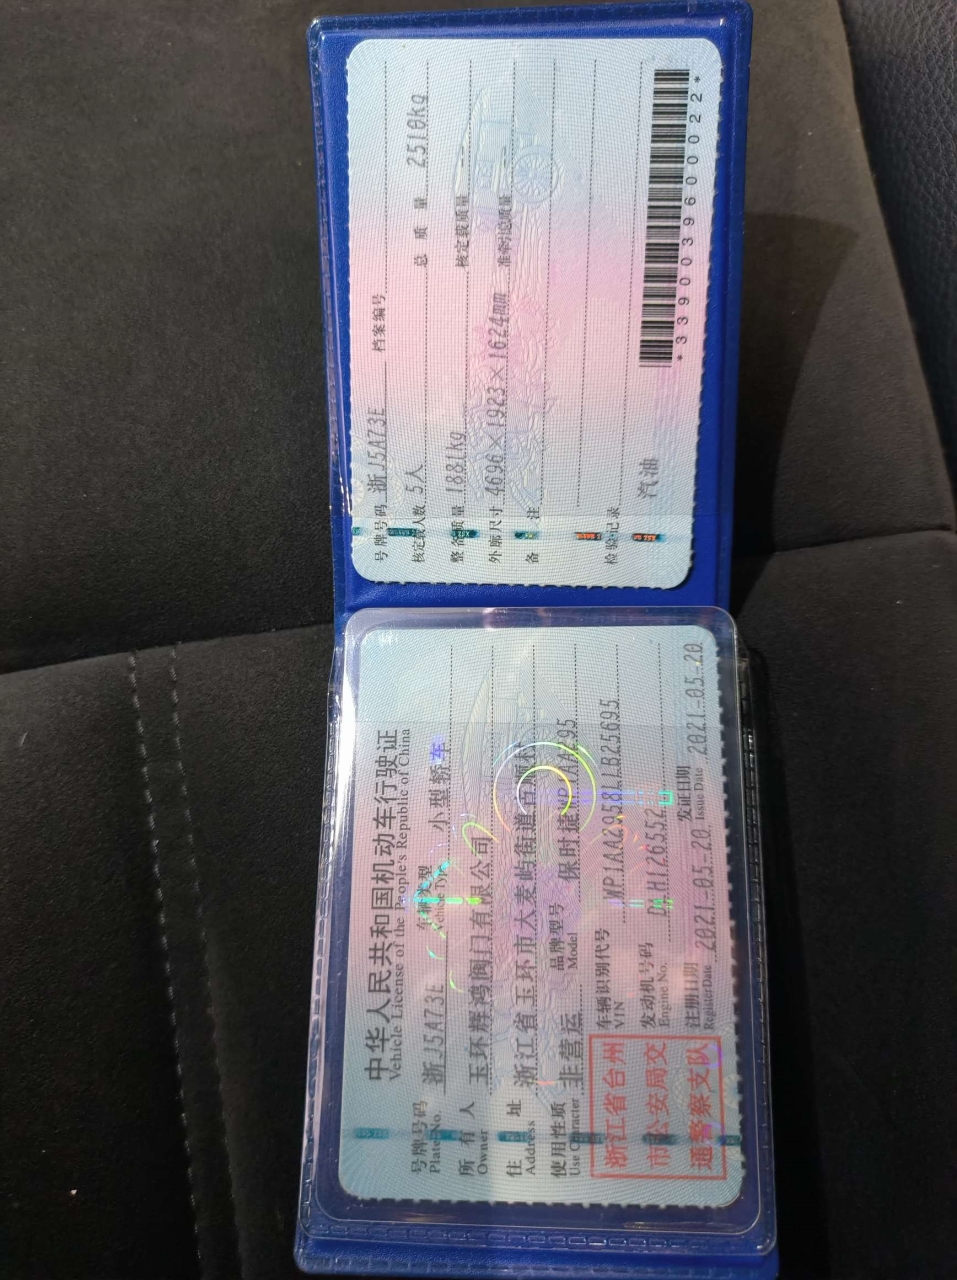 中华人民共和国机动车行驶证
Vehicle License of the People's Republic of China
号牌号码 浙J5A73E 车辆类型 小型轿车
Plate No. Vehicle Type
所有人 玉环辉鸿阀门有限公司
Owner
住址 浙江省玉环市大麦屿街道
Address
使用性质 非营运 品牌型号 保时捷
Use Character Model
浙江省台州
市公安局交
通警察支队
车辆识别代号
VIN
发动机号码
Engine No.
注册日期 2021-05-20 发证日期 2021-05-20
Register Date Issue Date
号牌号码 浙J5A73E 档案编号
核定载人数 5人 总质量 2510kg
整备质量 1881kg 核定载质量
外廓尺寸 4696×1923×1624mm 准牵引总质量
备注
检验记录
汽油
*3390039600022*